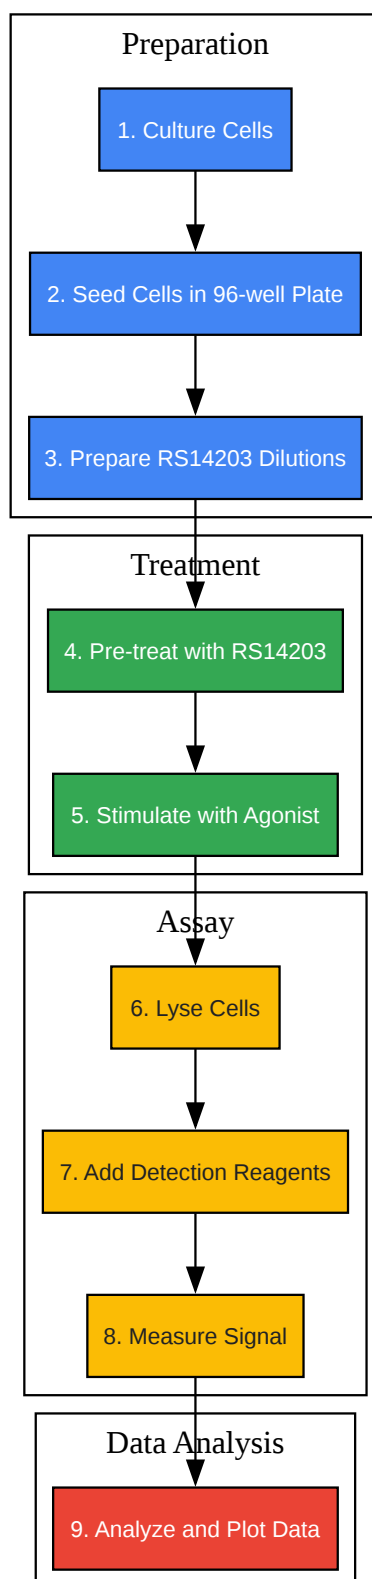 Preparation
1. Culture Cells
2. Seed Cells in 96-well Plate
3. Prepare RS14203 Dilutions
Treatment
4. Pre-treat with RS14203
5. Stimulate with Agonist
Assay
6. Lyse Cells
7. Add Detection Reagents
8. Measure Signal
Data Analysis
9. Analyze and Plot Data